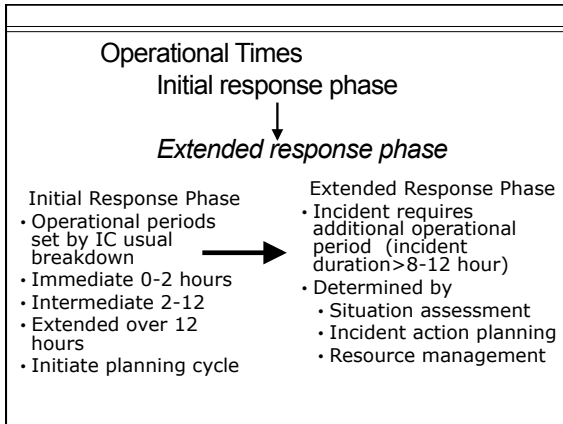 Operational Times
Initial response phase
Extended response phase
Initial Response Phase
• Operational periods
set by IC usual
breakdown
• Immediate 0-2 hours
• Intermediate 2-12
• Extended over 12
hours
• Initiate planning cycle
Extended Response Phase
• Incident requires
additional operational
period (incident
duration>8-12 hour)
• Determined by
• Situation assessment
• Incident action planning
• Resource management